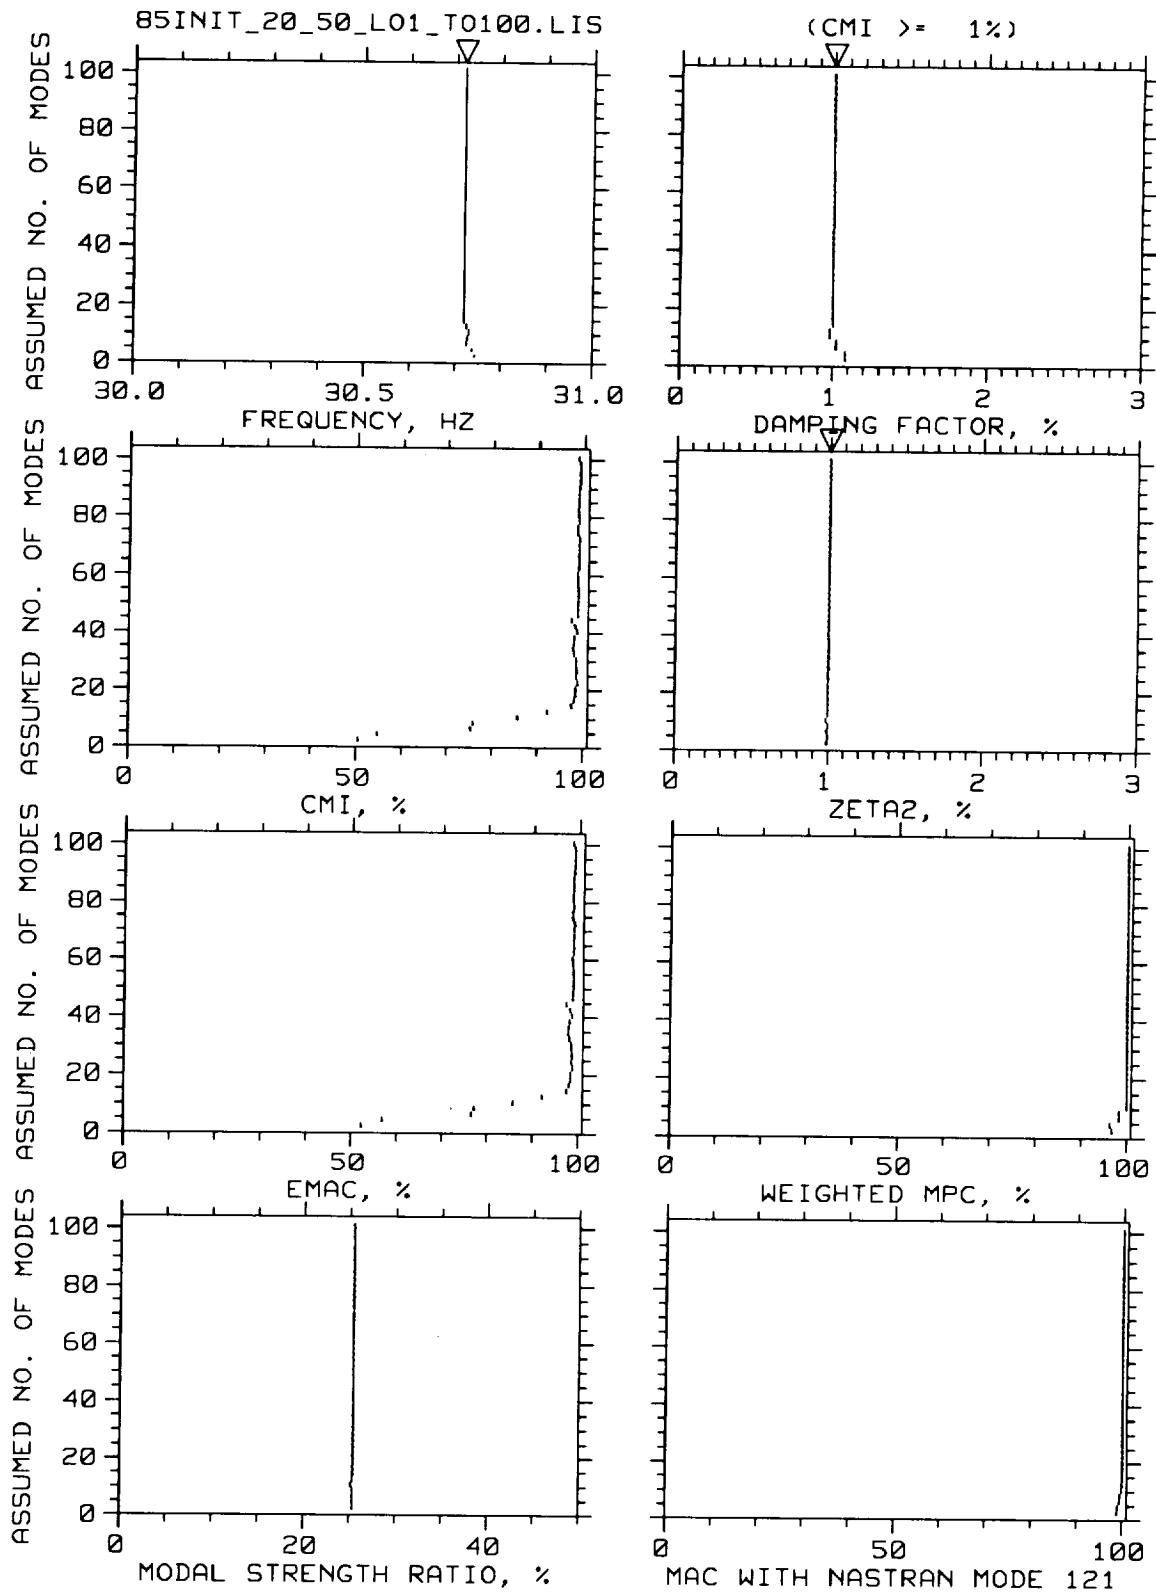 85INIT_20_50_LO1_TO100.LIS
(CMI >= 1%)
ASSUMED NO. OF MODES
100
80
60
40
20
0
30.0 30.5 31.0
FREQUENCY, HZ
0 1 2 3
DAMPING FACTOR, %
ASSUMED NO. OF MODES
100
80
60
40
20
0
0 50 100
CMI, %
0 1 2 3
ZETA2, %
ASSUMED NO. OF MODES
100
80
60
40
20
0
0 50 100
EMAC, %
0 50 100
WEIGHTED MPC, %
ASSUMED NO. OF MODES
100
80
60
40
20
0
0 20 40
MODAL STRENGTH RATIO, %
0 50 100
MAC WITH NASTRAN MODE 121